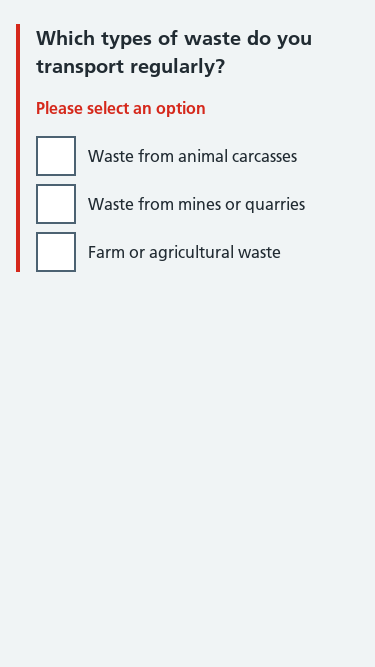 Which types of waste do you
transport regularly?
Please select an option
Waste from animal carcasses
Waste from mines or quarries
Farm or agricultural waste